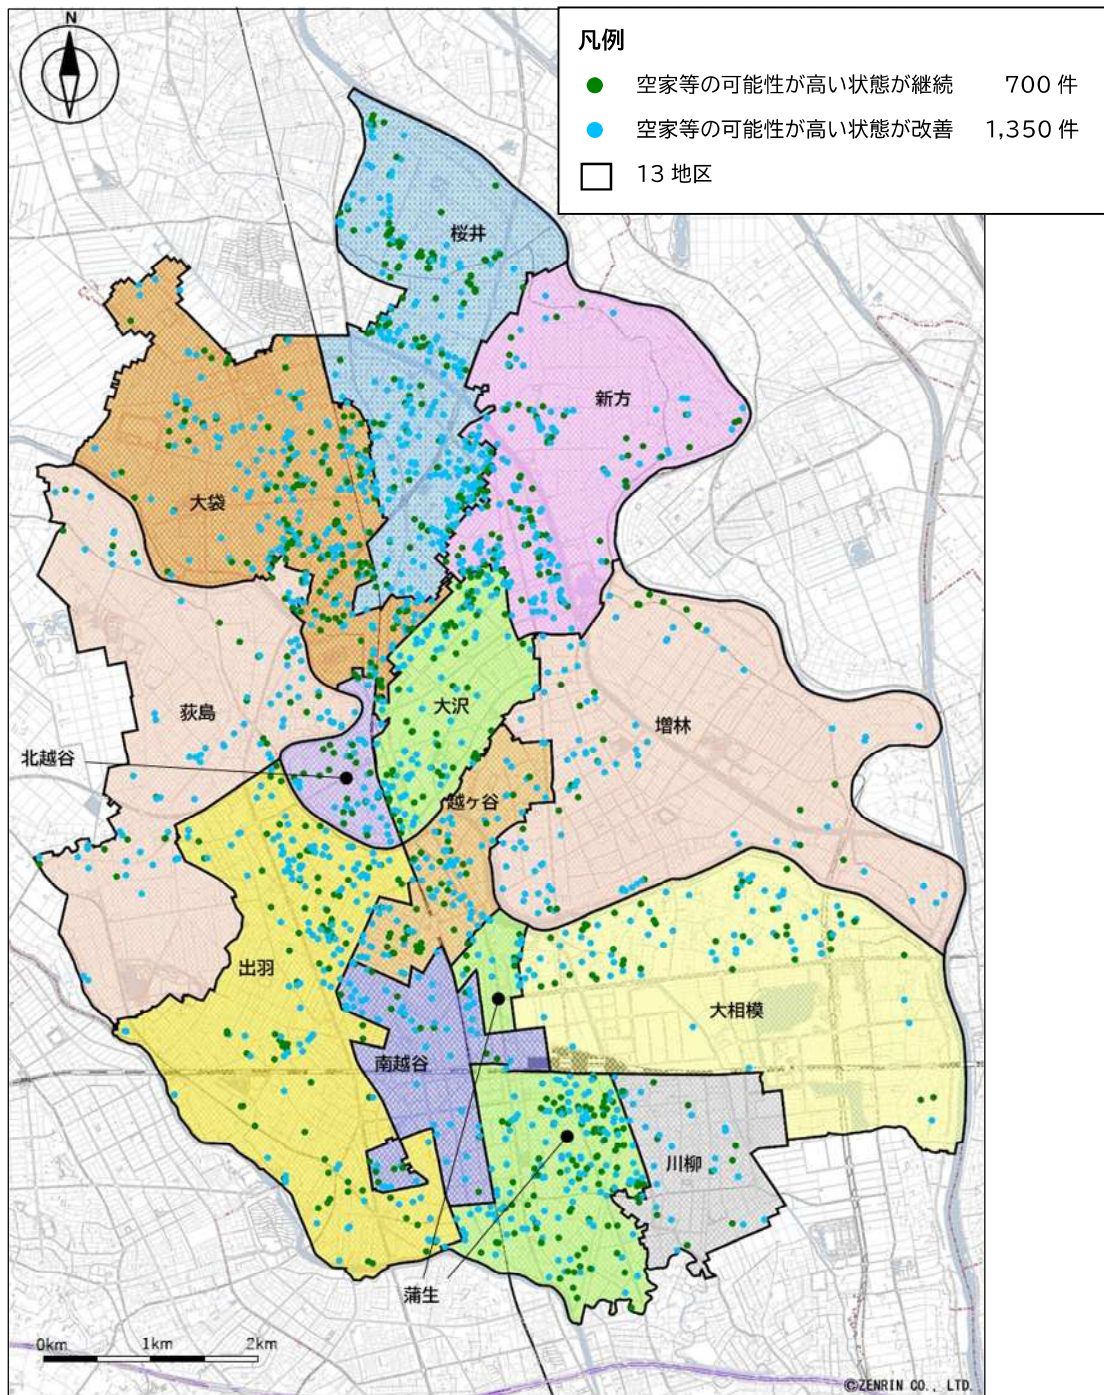 N
凡例
空家等の可能性が高い状態が継続 700 件
空家等の可能性が高い状態が改善 1,350 件
13 地区
桜井
新方
大袋
荻島
大沢
増林
北越谷
越ヶ谷
出羽
大相模
南越谷
川柳
蒲生
0km 1km 2km
©ZENRIN CO., LTD.